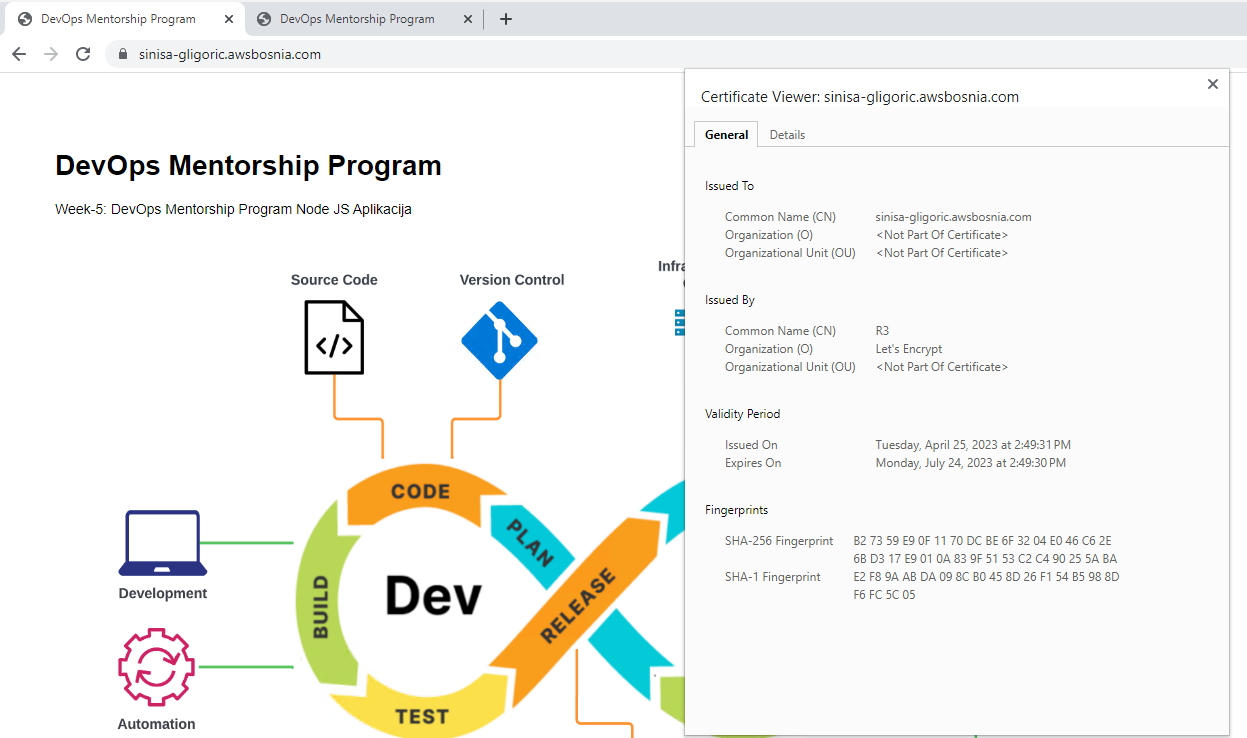 DevOps Mentorship Program
DevOps Mentorship Program
sinisa-gligoric.awsbosnia.com
DevOps Mentorship Program
Week-5: DevOps Mentorship Program Node JS Aplikacija
Source Code
Version Control
CODE
PLAN
BUILD
Dev
RELEASE
TEST
Development
Automation
Certificate Viewer: sinisa-gligoric.awsbosnia.com
General Details
Issued To
Common Name (CN) sinisa-gligoric.awsbosnia.com
Organization (O) <Not Part Of Certificate>
Organizational Unit (OU) <Not Part Of Certificate>
Issued By
Common Name (CN) R3
Organization (O) Let's Encrypt
Organizational Unit (OU) <Not Part Of Certificate>
Validity Period
Issued On Tuesday, April 25, 2023 at 2:49:31 PM
Expires On Monday, July 24, 2023 at 2:49:30 PM
Fingerprints
SHA-256 Fingerprint B2 73 59 E9 0F 11 70 DC BE 6F 32 04 E0 46 C6 2E
6B D3 17 E9 01 0A 83 9F 51 53 C2 C4 90 25 5A BA
SHA-1 Fingerprint E2 F8 9A AB DA 09 8C B0 45 8D 26 F1 54 B5 98 8D
F6 FC 5C 05